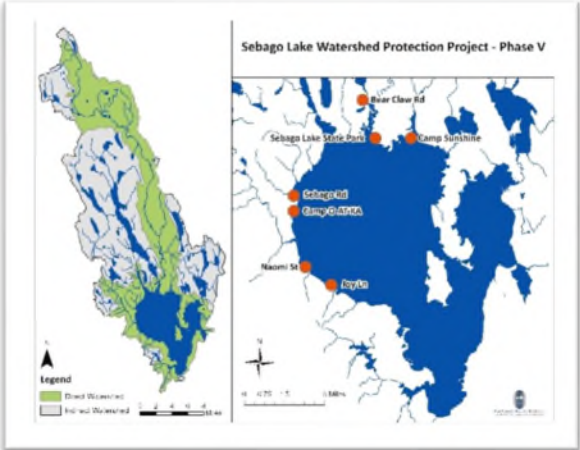 Sebago Lake Watershed Protection Project - Phase V
Bear Claw Rd
Sebago Lake State Park
Camp Sunshine
Sebago Rd
Camp O-AT-KA
Naomi St
Joy Ln
N
N
Legend
Direct Watershed
Indirect Watershed